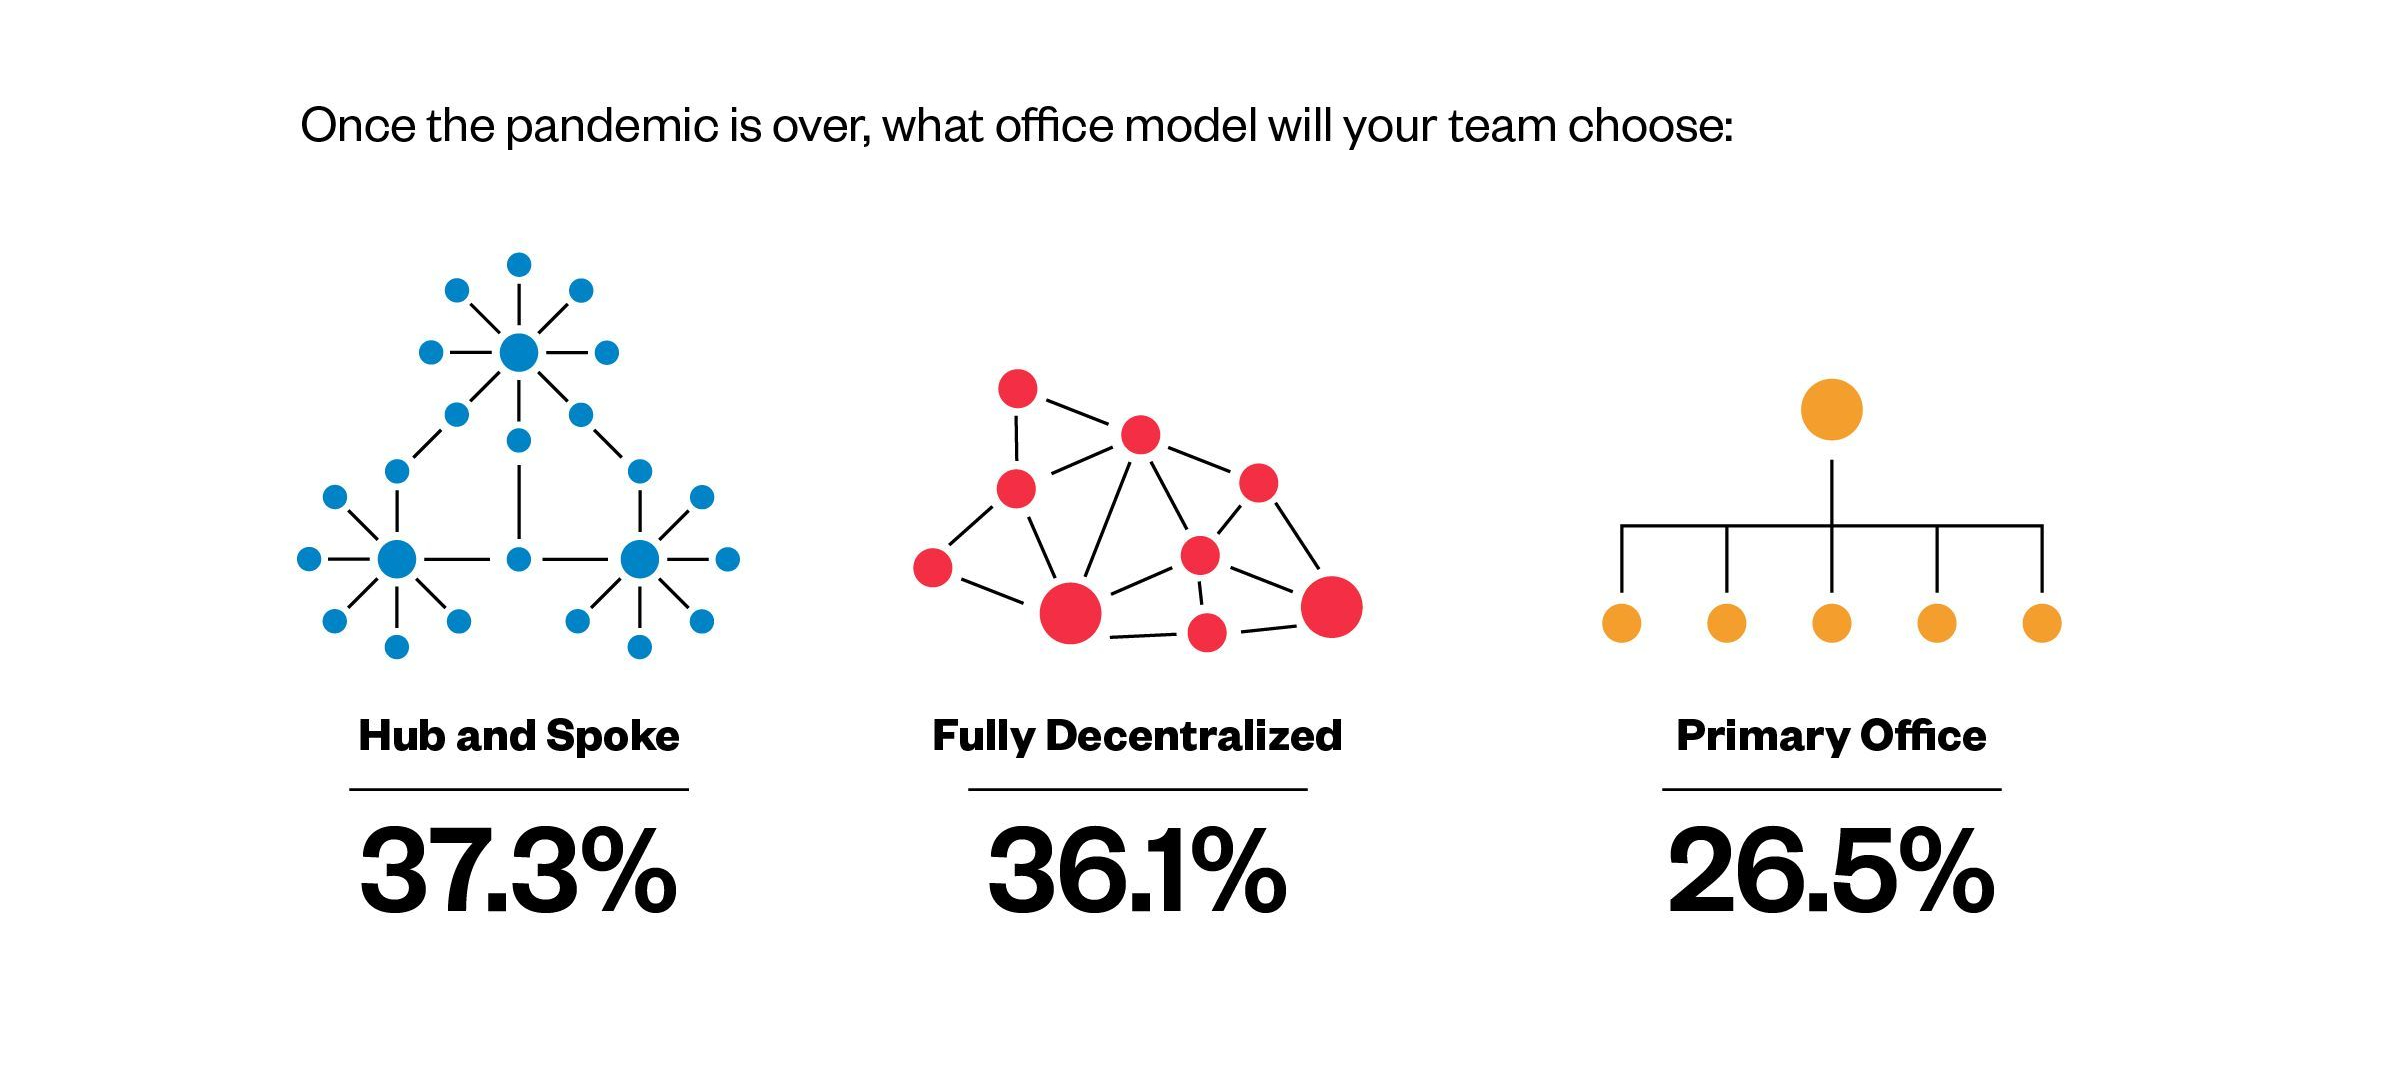 Once the pandemic is over, what office model will your team choose:
Hub and Spoke
37.3%
Fully Decentralized
36.1%
Primary Office
26.5%